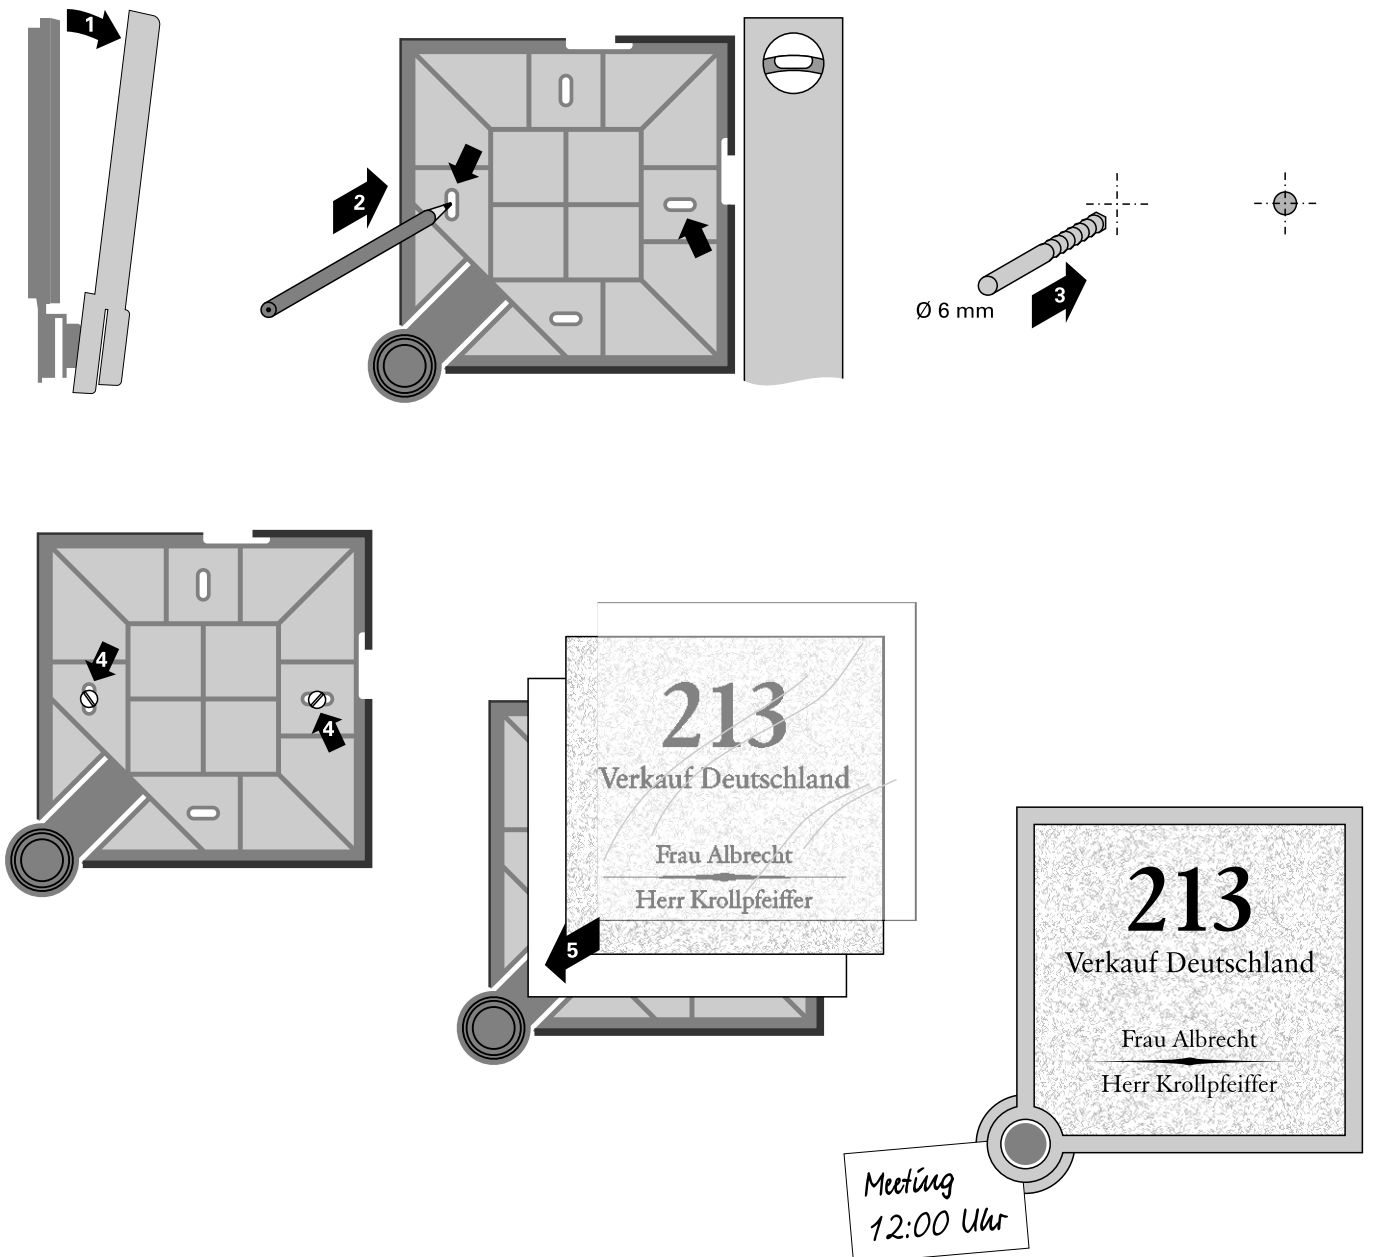 1
2
Ø 6 mm
3
4
4
213
Verkauf Deutschland
Frau Albrecht
Herr Krollpfeiffer
5
213
Verkauf Deutschland
Frau Albrecht
Herr Krollpfeiffer
Meeting
12:00 Uhr